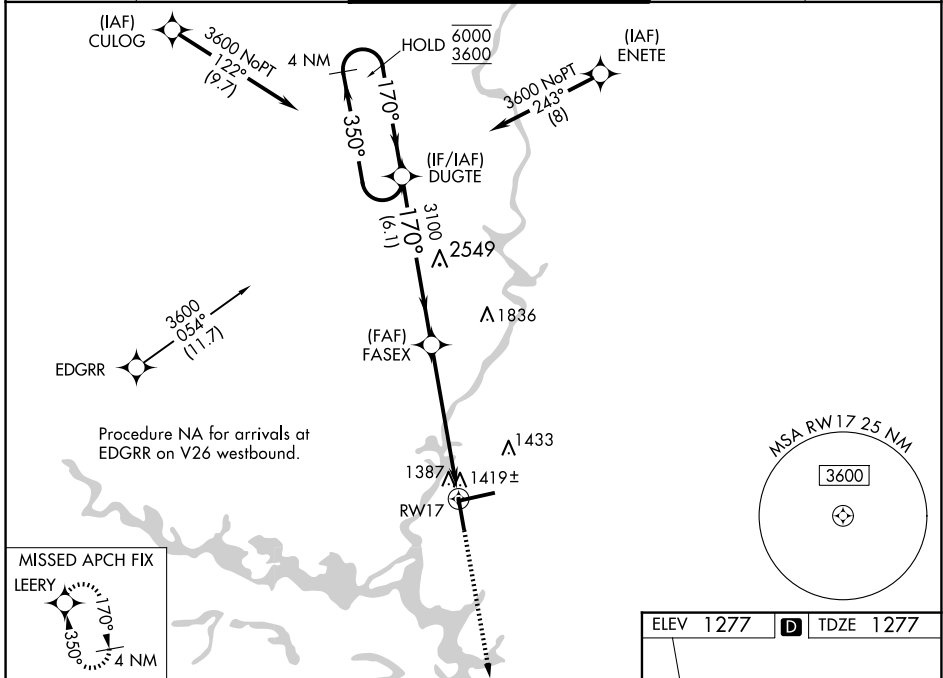 (IAF)
CULOG
3600 NoPT
122°
(9.7)
4 NM
HOLD
6000
3600
170°
350°
(IAF)
ENETE
3600 NoPT
243°
(8)
(IF/IAF)
DUGTE
3100
170°
(6.1)
2549
1836
(FAF)
FASEX
3600
054°
(11.7)
EDGRR
Procedure NA for arrivals at
EDGRR on V26 westbound.
1433
1387
1419±
RW17
MSA RW17 25 NM
3600
MISSED APCH FIX
LEERY
170°
350°
4 NM
ELEV 1277 D TDZE 1277